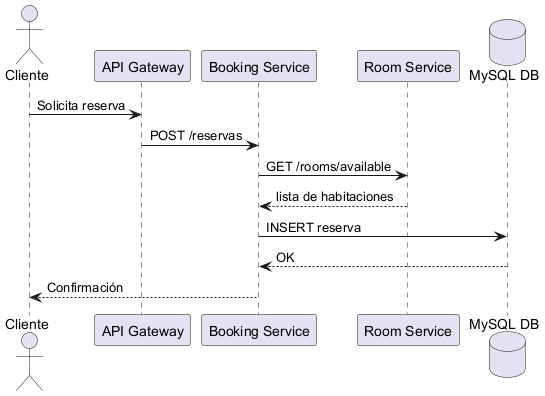 Cliente
API Gateway
Booking Service
Room Service
MySQL DB
Solicita reserva
POST /reservas
GET /rooms/available
lista de habitaciones
INSERT reserva
OK
Confirmación
Cliente
API Gateway
Booking Service
Room Service
MySQL DB